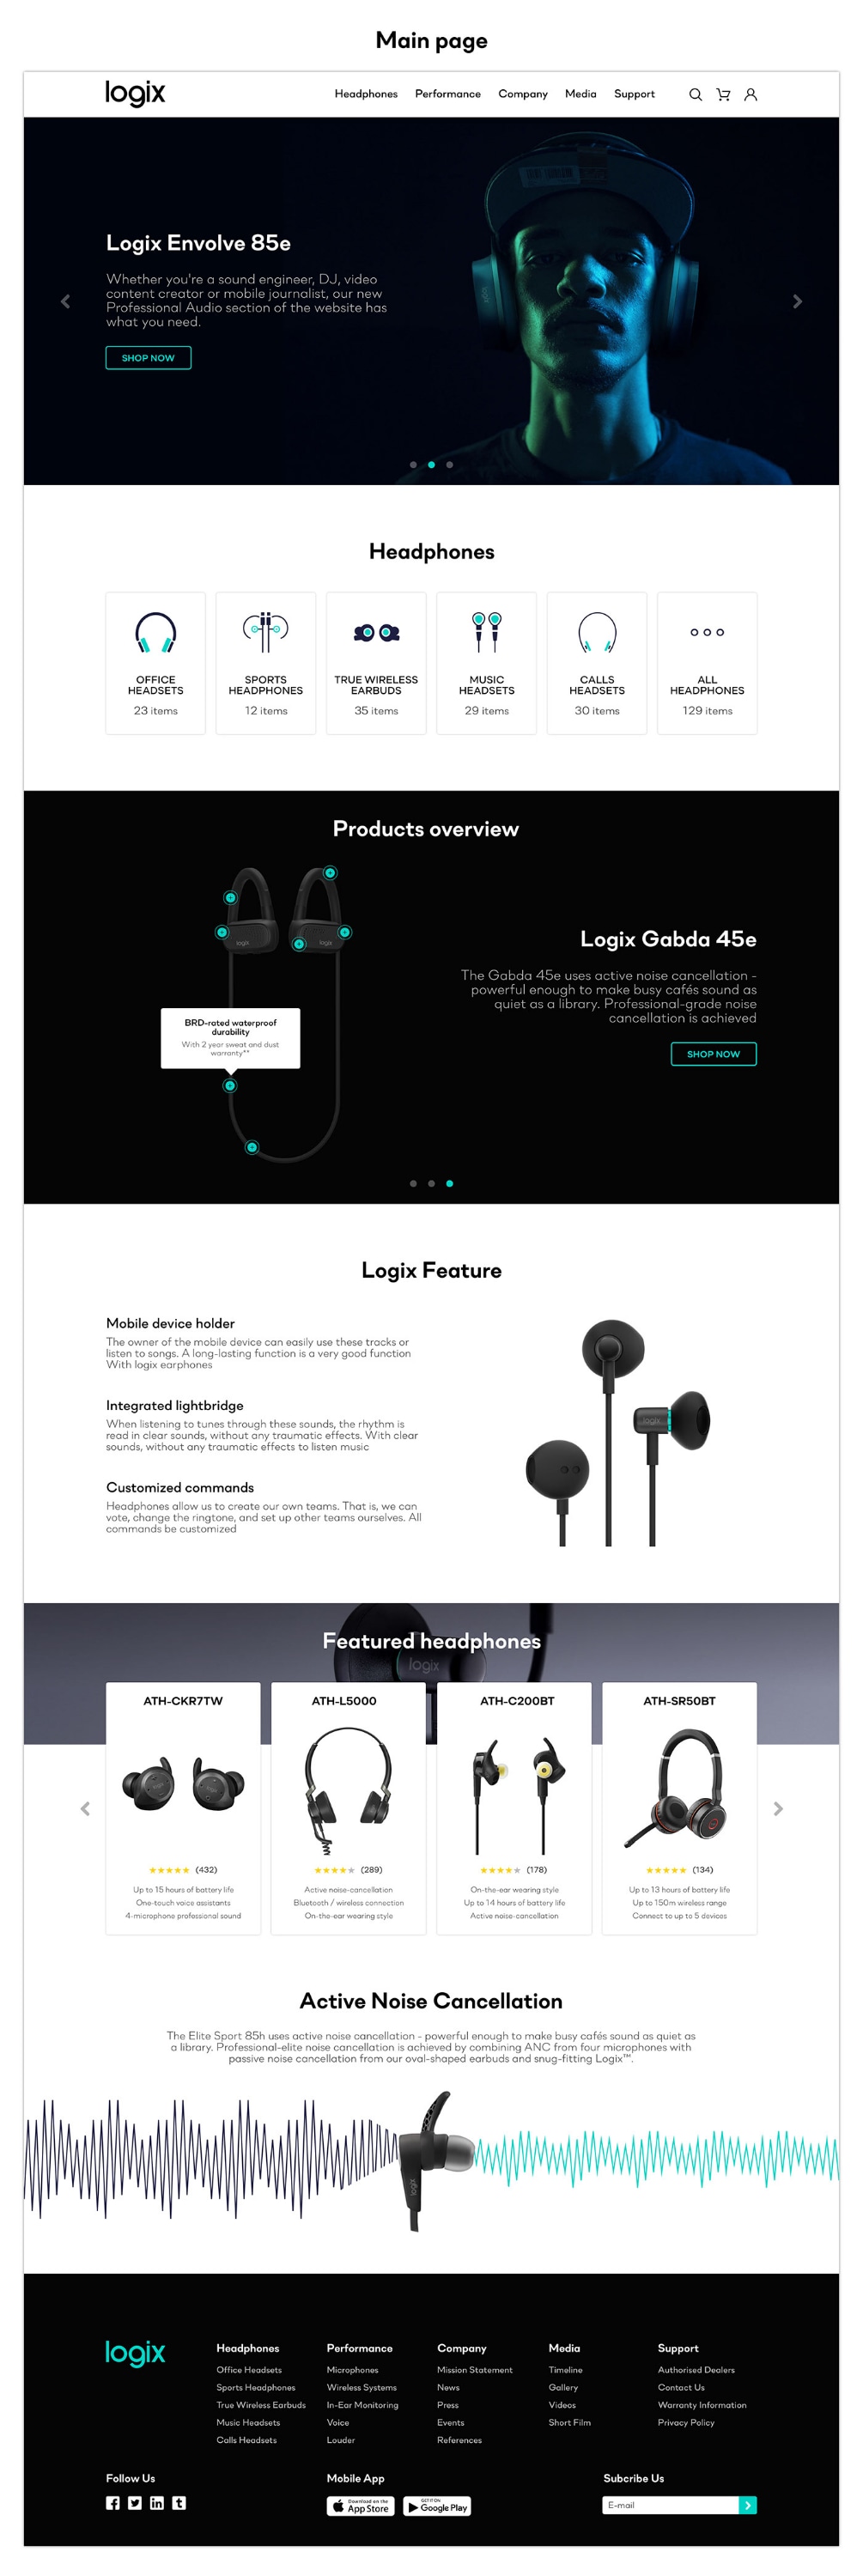 Main page
logix
Headphones Performance Company Media Support
Logix Envolve 85e
Whether you're a sound engineer, DJ, video
content creator or mobile journalist, our new
Professional Audio section of the website has
what you need.
SHOP NOW
Headphones
OFFICE
HEADSETS
23 items
SPORTS
HEADPHONES
12 items
TRUE WIRELESS
EARBUDS
35 items
MUSIC
HEADSETS
29 items
CALLS
HEADSETS
30 items
ALL
HEADPHONES
129 items
Products overview
logix
logix
BRD-rated waterproof
durability
With 2 year sweat and dust
warronty**
Logix Gabda 45e
The Gabda 45e uses active noise cancellation -
powerful enough to make busy cafés sound as
quiet as a library. Professional-grade noise
cancellation is achieved
SHOP NOW
Logix Feature
Mobile device holder
The owner of the mobile device can easily use these tracks or
listen to songs. A long-lasting function is a very good function
With logix earphones
Integrated lightbridge
When listening to tunes through these sounds, the rhythm is
read in clear sounds, without any traumatic effects. With clear
sounds, without any traumatic effects to listen music
Customized commands
Headphones allow us to create our own teams. That is, we can
vote, change the ringtone, and set up other teams ourselves. All
commands be customized
logix
Featured headphones
logix
ATH-CKR7TW
(432)
Up to 15 hours of battery life
One-touch voice assistants
4-microphone professional sound
ATH-L5000
(289)
Active noise-cancellation
Bluetooth / wireless connection
On-the-ear wearing style
ATH-C200BT
(178)
On-the-ear wearing style
Up to 14 hours of battery life
Active noise-cancellation
ATH-SR50BT
(134)
Up to 13 hours of battery life
Up to 150m wireless range
Connect to up to 5 devices
Active Noise Cancellation
The Elite Sport 85h uses active noise cancellation - powerful enough to make busy cafés sound as quiet as
a library. Professional-elite noise cancellation is achieved by combining ANC from four microphones with
passive noise cancellation from our oval-shaped earbuds and snug-fitting Logix™.
logix
logix
Headphones
Office Headsets
Sports Headphones
True Wireless Earbuds
Music Headsets
Calls Headsets
Performance
Microphones
Wireless Systems
In-Ear Monitoring
Voice
Louder
Company
Mission Statement
News
Press
Events
References
Media
Timeline
Gallery
Videos
Short Film
Support
Authorised Dealers
Contact Us
Warranty Information
Privacy Policy
Follow Us
Mobile App
Download on the
App Store
GET IT ON
Google Play
Subcribe Us
E-mail